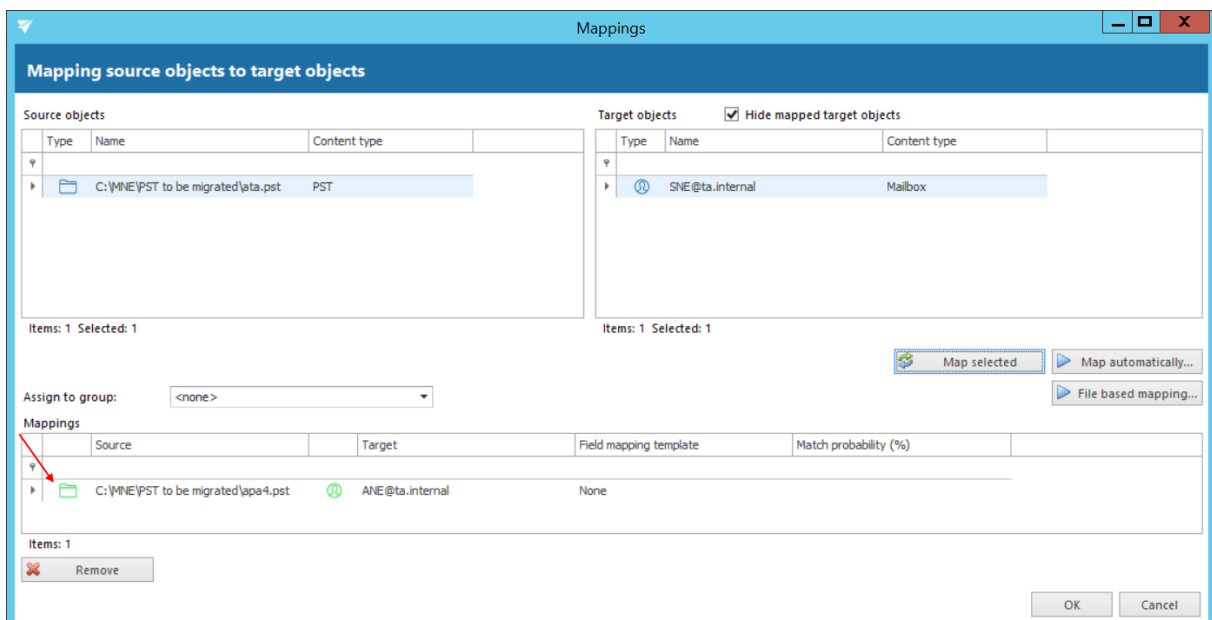 Mappings
X
Mapping source objects to target objects
Source objects
Type Name Content type
C:\MNE\PST to be migrated\ata.pst PST
Items: 1 Selected: 1
Target objects Hide mapped target objects
Type Name Content type
SNE@ta.internal Mailbox
Items: 1 Selected: 1
Map selected Map automatically...
File based mapping...
Assign to group: <none>
Mappings
Source Target Field mapping template Match probability (%)
C:\MNE\PST to be migrated\apa4.pst ANE@ta.internal None
Items: 1
Remove
OK Cancel